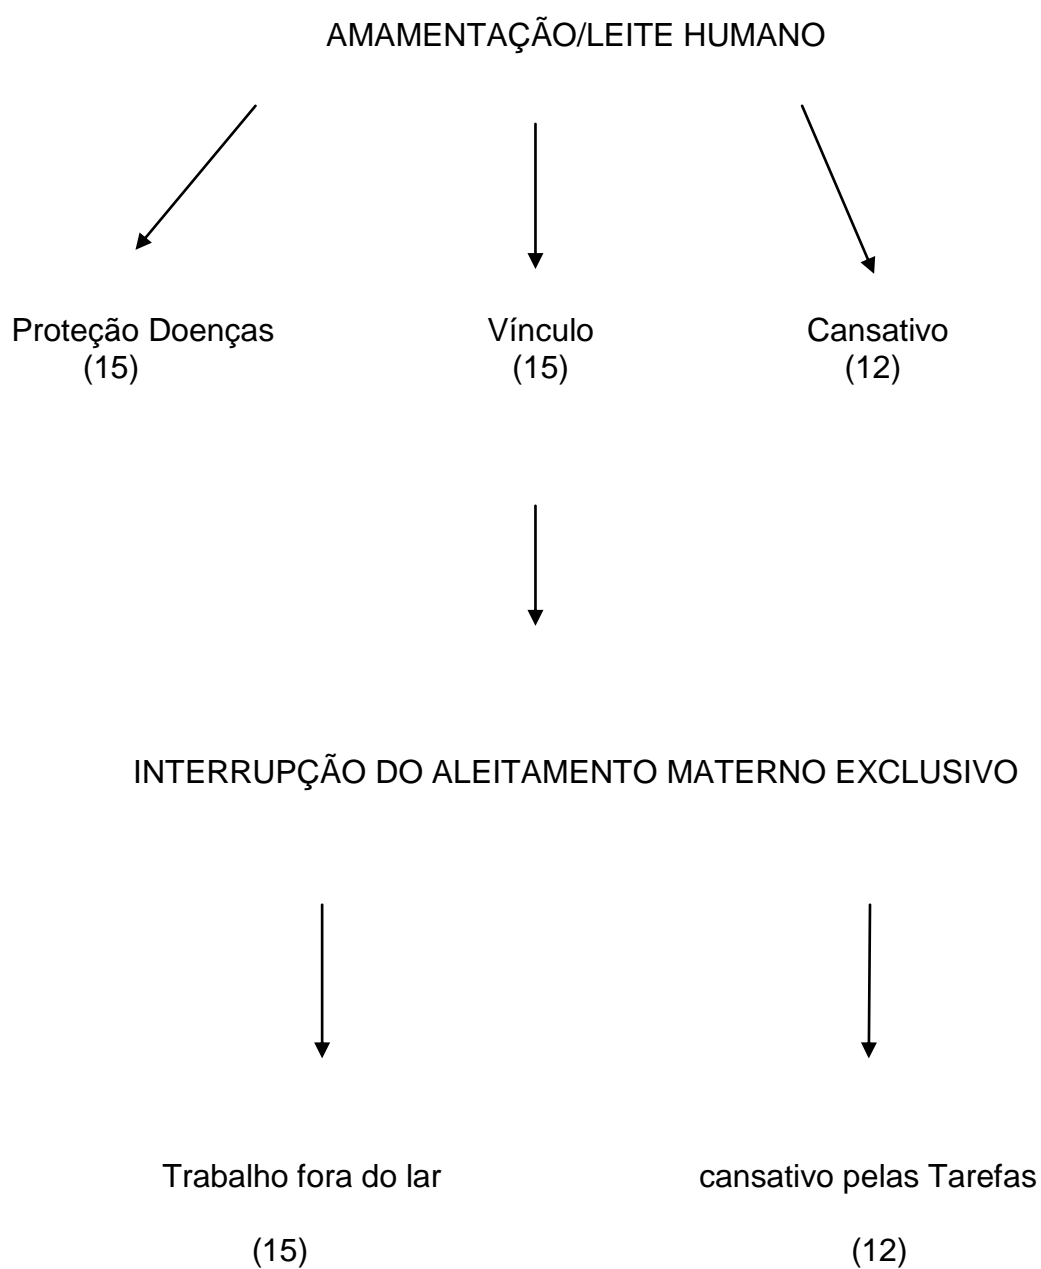 AMAMENTAÇÃO/LEITE HUMANO
Proteção Doenças Vínculo Cansativo
(15) (15) (12)
INTERRUPÇÃO DO ALEITAMENTO MATERNO EXCLUSIVO
Trabalho fora do lar cansativo pelas Tarefas
(15) (12)